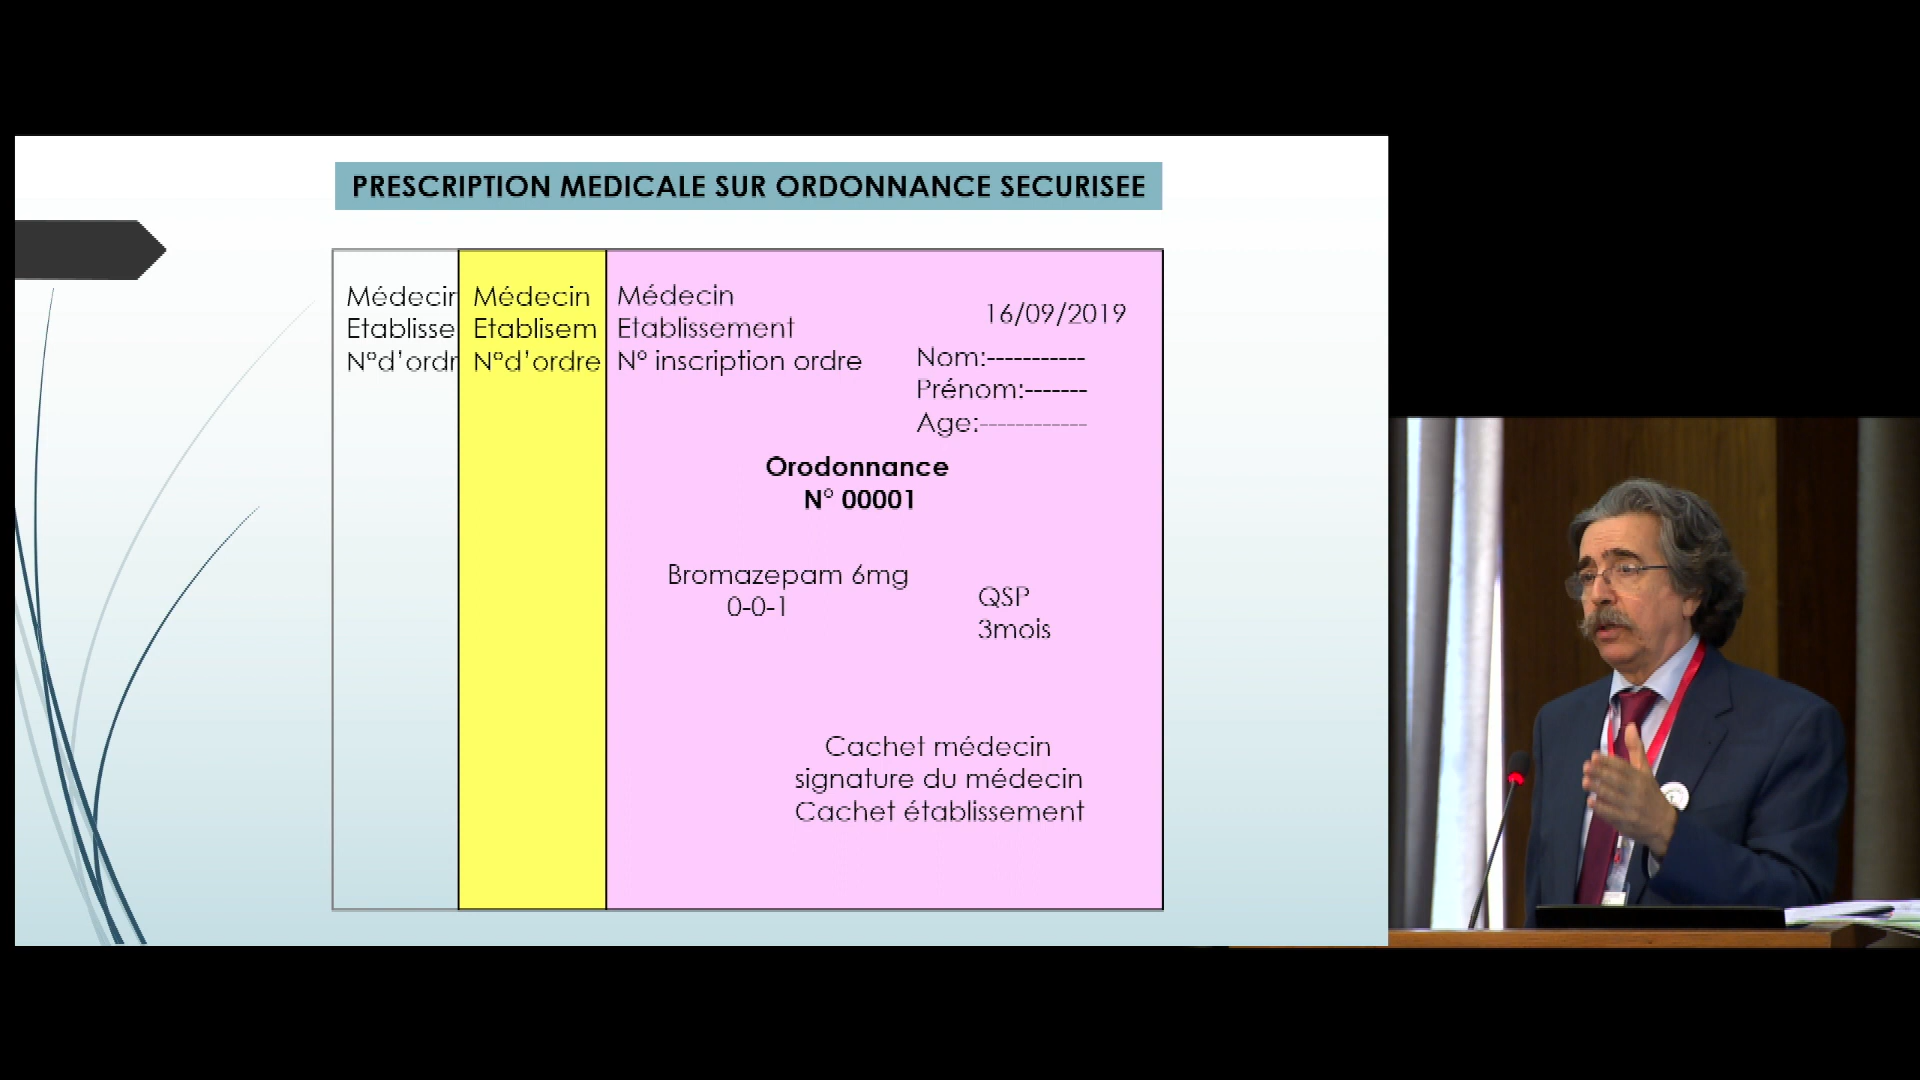 PRESCRIPTION MEDICALE SUR ORDONNANCE SECURISEE
Médecin
Etablisse
N°d'ordr
Médecin
Etablisem
N°d'ordre
Médecin
Etablissement
N° inscription ordre
16/09/2019
Nom:-----------
Prénom:-------
Age:------------
Orodonnance
N° 00001
Bromazepam 6mg
0-0-1
QSP
3mois
Cachet médecin
signature du médecin
Cachet établissement